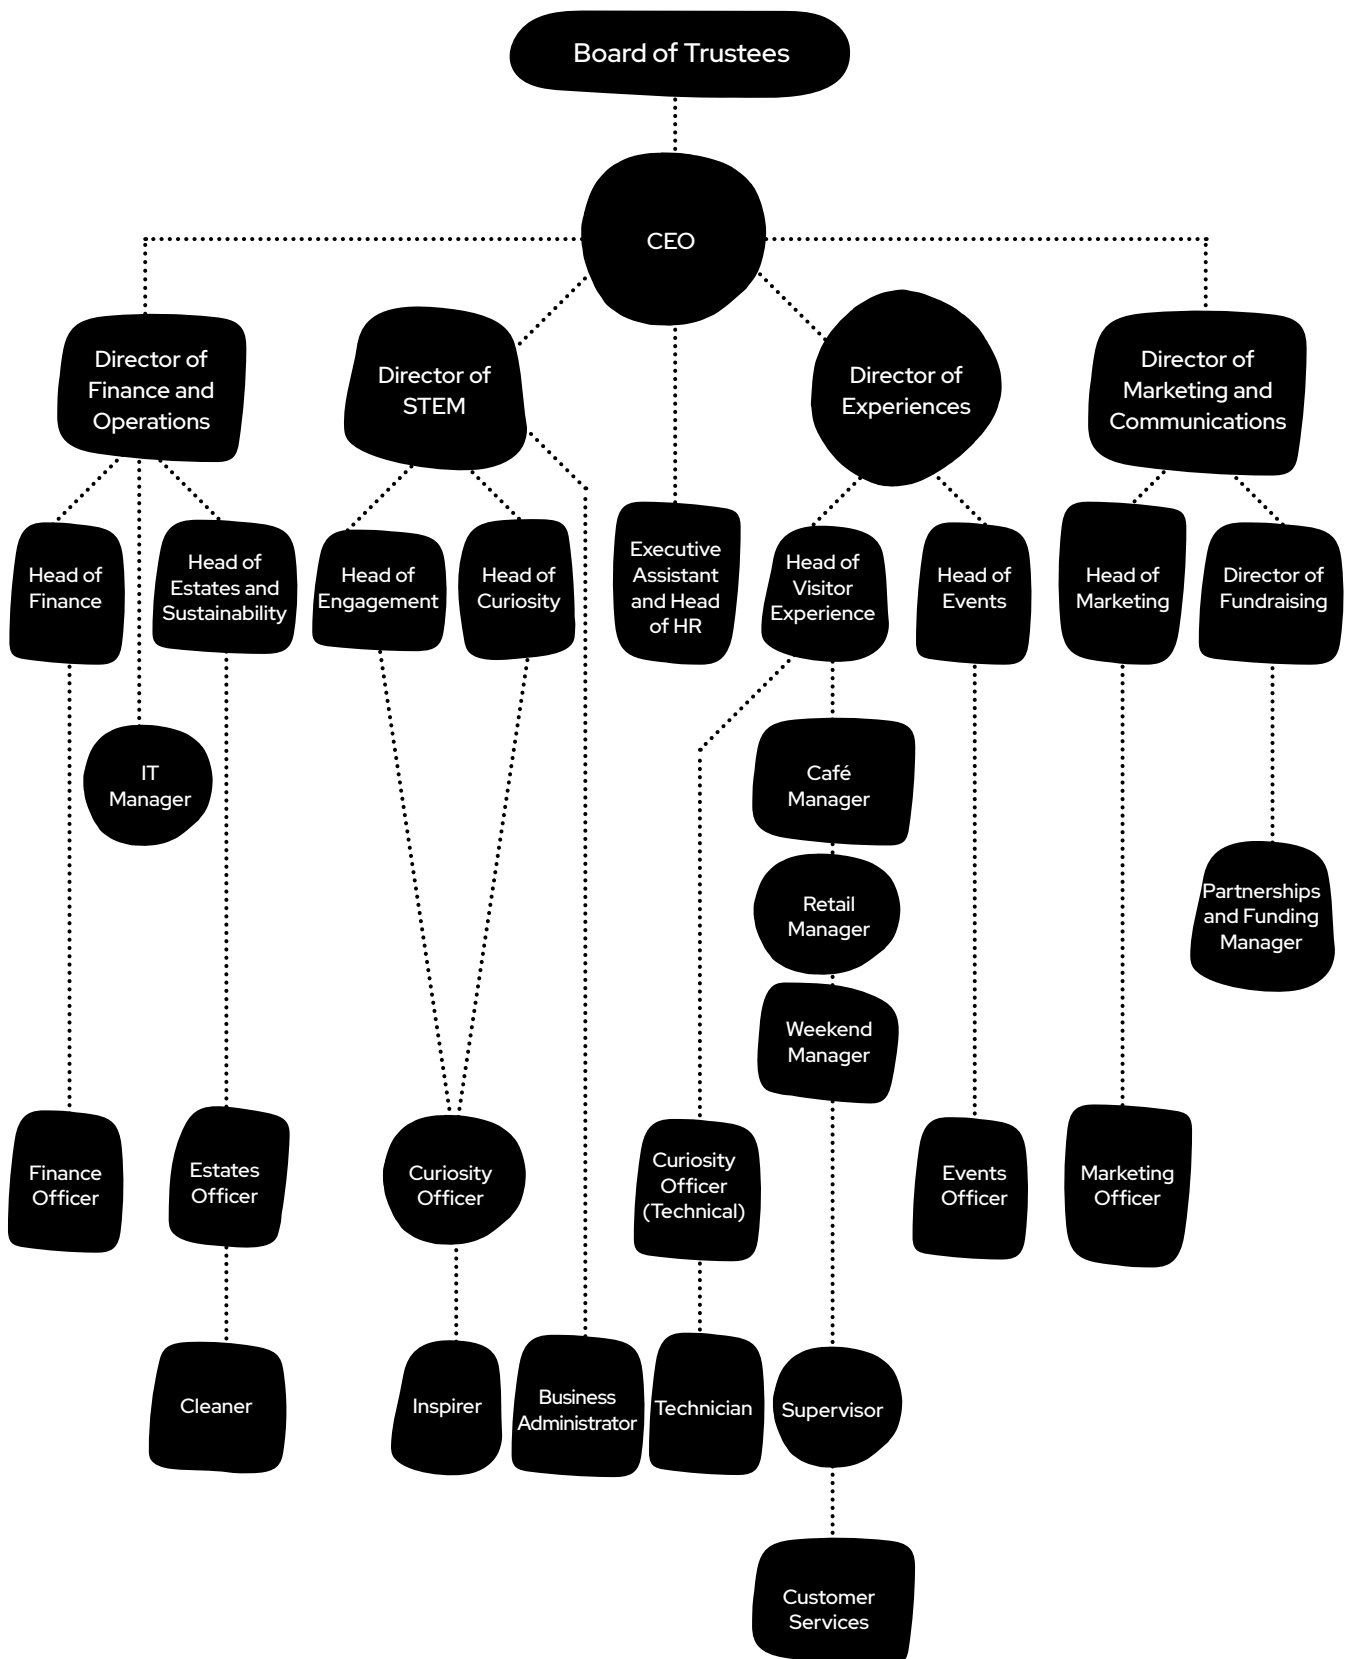 Board of Trustees
CEO
Director of
Finance and
Operations
Director of
STEM
Director of
Experiences
Director of
Marketing and
Communications
Head of
Finance
Head of
Estates and
Sustainability
Head of
Engagement
Head of
Curiosity
Executive
Assistant
and Head
of HR
Head of
Visitor
Experience
Head of
Events
Head of
Marketing
Director of
Fundraising
IT
Manager
Café
Manager
Retail
Manager
Partnerships
and Funding
Manager
Weekend
Manager
Finance
Officer
Estates
Officer
Curiosity
Officer
Curiosity
Officer
(Technical)
Events
Officer
Marketing
Officer
Cleaner
Inspirer
Business
Administrator
Technician
Supervisor
Customer
Services